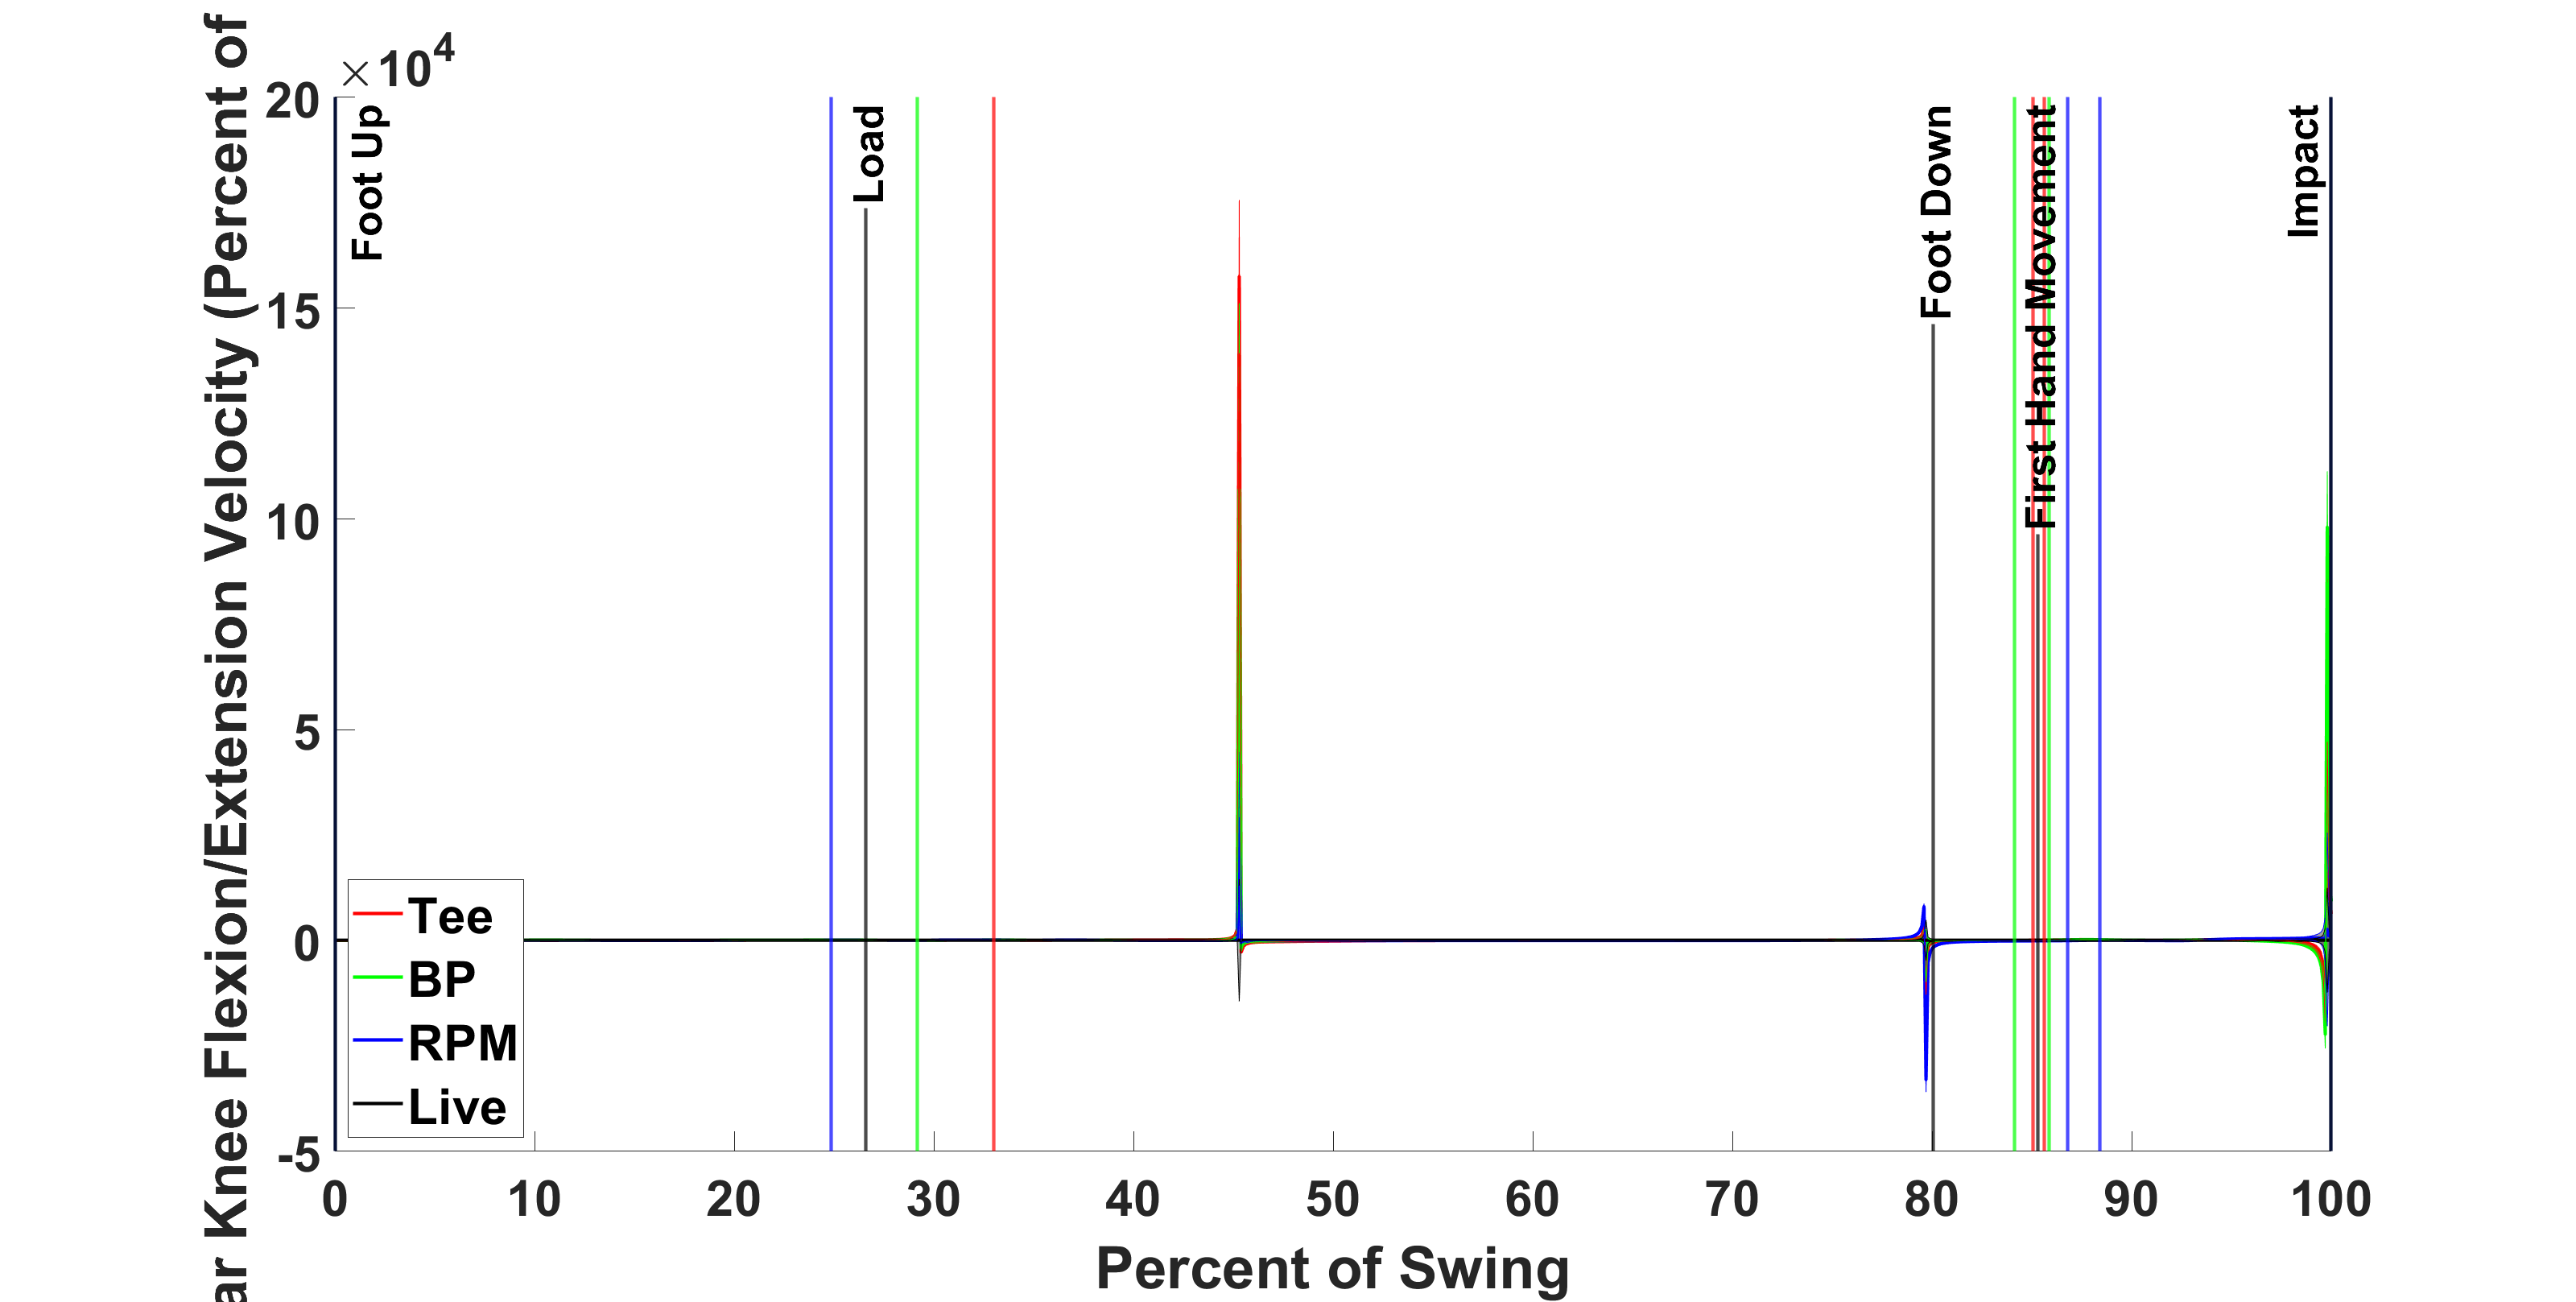 ×10⁴
20
15
10
5
0
-5
ar Knee Flexion/Extension Velocity (Percent of
Foot Up
Load
Foot Down
First Hand Movement
Impact
Tee
BP
RPM
Live
0 10 20 30 40 50 60 70 80 90 100
Percent of Swing